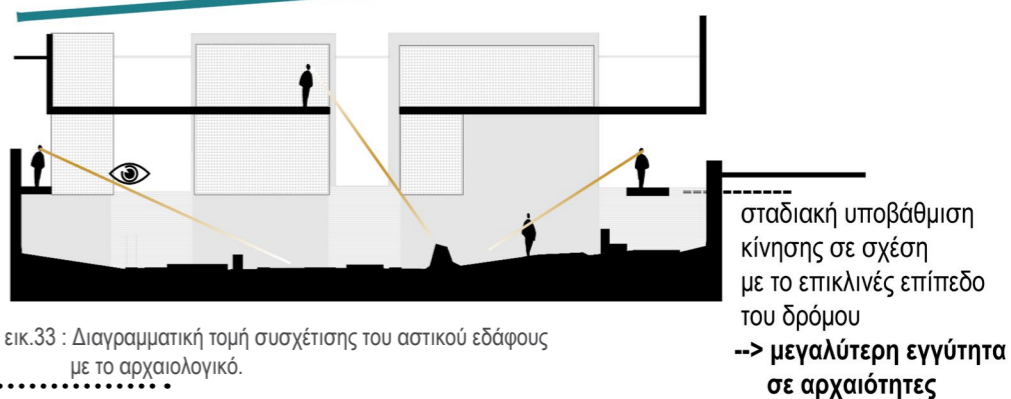 σταδιακή υποβάθμιση
κίνησης σε σχέση
με το επικλινές επίπεδο
του δρόμου
--> μεγαλύτερη εγγύτητα
σε αρχαιότητες
εικ.33 : Διαγραμματική τομή συσχέτισης του αστικού εδάφους
με το αρχαιολογικό.